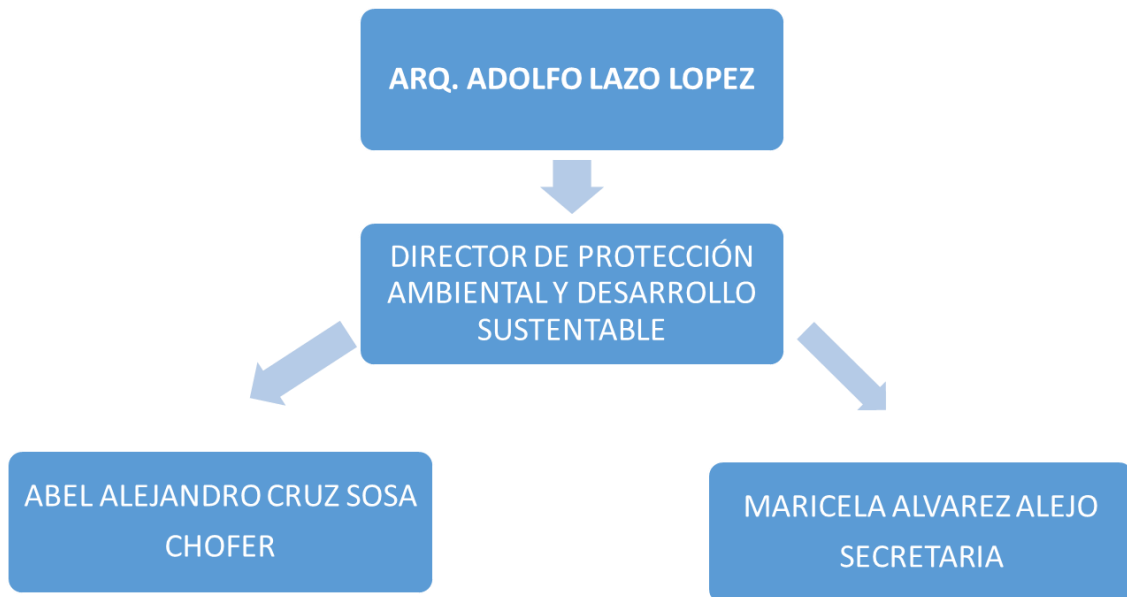 ARQ. ADOLFO LAZO LOPEZ
DIRECTOR DE PROTECCIÓN
AMBIENTAL Y DESARROLLO
SUSTENTABLE
ABEL ALEJANDRO CRUZ SOSA
CHOFER
MARICELA ALVAREZ ALEJO
SECRETARIA